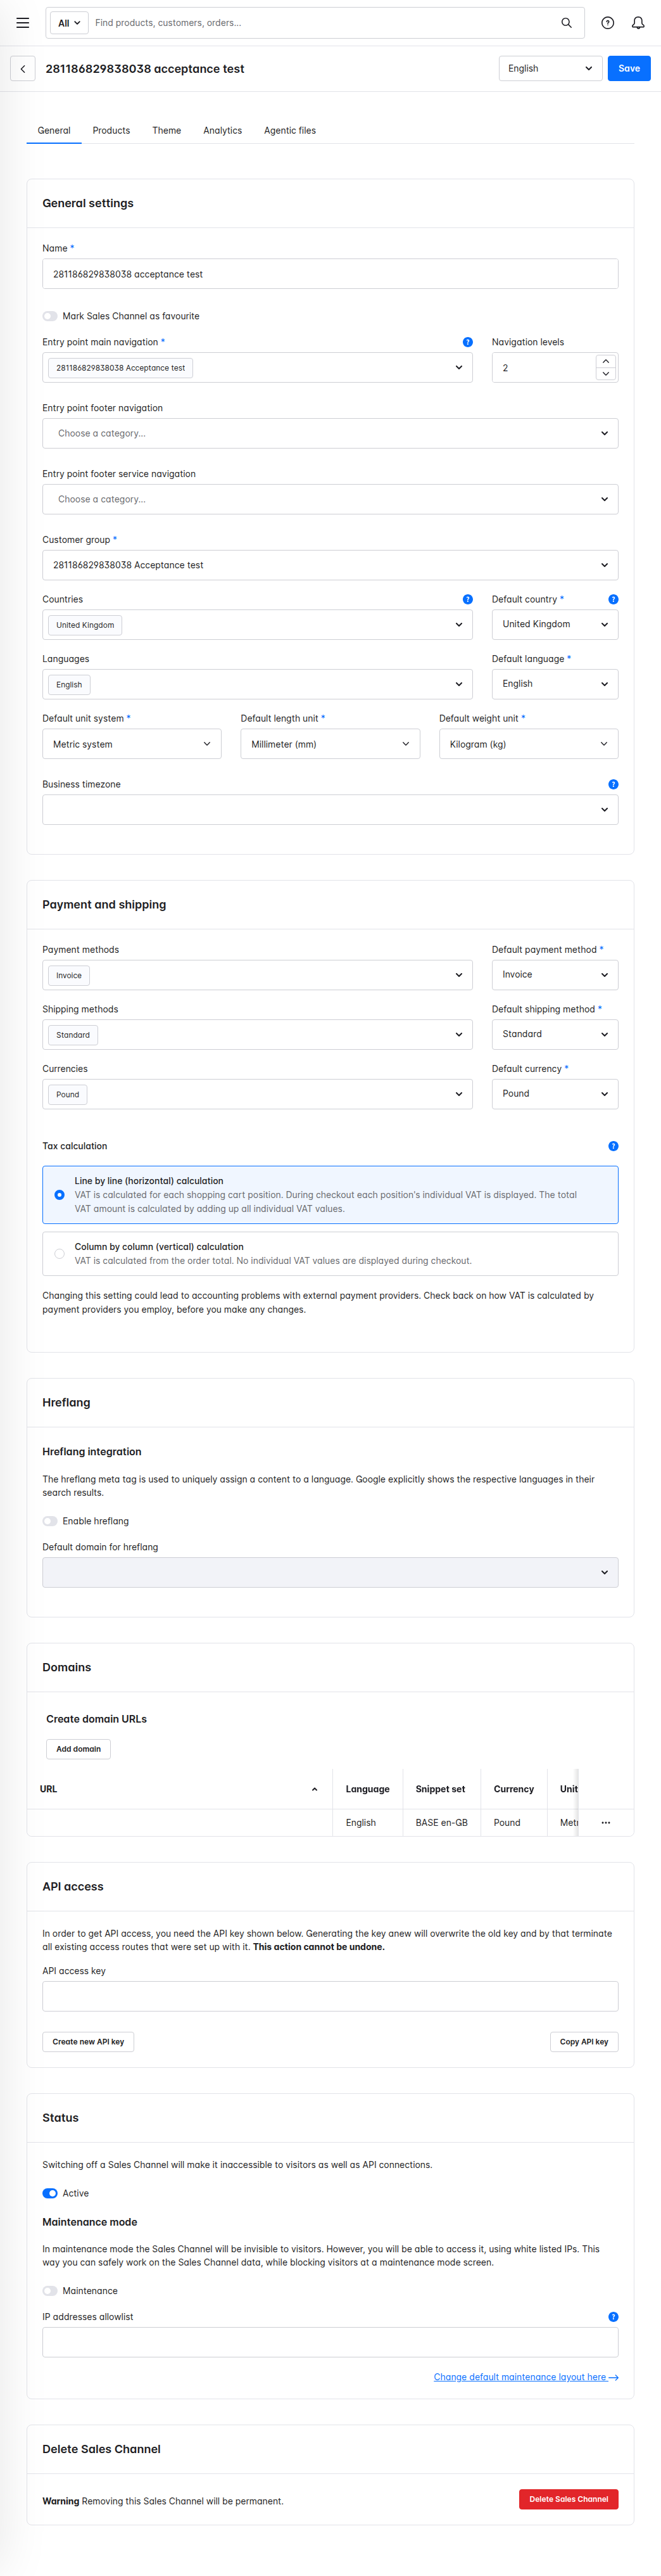 All
Find products, customers, orders...
281186829838038 acceptance test
English
Save
General
Products
Theme
Analytics
Agentic files
General settings
Name *
281186829838038 acceptance test
Mark Sales Channel as favourite
Entry point main navigation *
Navigation levels
281186829838038 Acceptance test
2
Entry point footer navigation
Choose a category...
Entry point footer service navigation
Choose a category...
Customer group *
281186829838038 Acceptance test
Countries
Default country *
United Kingdom
United Kingdom
Languages
Default language *
English
English
Default unit system *
Default length unit *
Default weight unit *
Metric system
Millimeter (mm)
Kilogram (kg)
Business timezone
Payment and shipping
Payment methods
Default payment method *
Invoice
Invoice
Shipping methods
Default shipping method *
Standard
Standard
Currencies
Default currency *
Pound
Pound
Tax calculation
Line by line (horizontal) calculation
VAT is calculated for each shopping cart position. During checkout each position's individual VAT is displayed. The total
VAT amount is calculated by adding up all individual VAT values.
Column by column (vertical) calculation
VAT is calculated from the order total. No individual VAT values are displayed during checkout.
Changing this setting could lead to accounting problems with external payment providers. Check back on how VAT is calculated by
payment providers you employ, before you make any changes.
Hreflang
Hreflang integration
The hreflang meta tag is used to uniquely assign a content to a language. Google explicitly shows the respective languages in their
search results.
Enable hreflang
Default domain for hreflang
Domains
Create domain URLs
Add domain
URL
Language
Snippet set
Currency
Unit
English
BASE en-GB
Pound
API access
In order to get API access, you need the API key shown below. Generating the key anew will overwrite the old key and by that terminate
all existing access routes that were set up with it. This action cannot be undone.
API access key
Create new API key
Copy API key
Status
Switching off a Sales Channel will make it inaccessible to visitors as well as API connections.
Active
Maintenance mode
In maintenance mode the Sales Channel will be invisible to visitors. However, you will be able to access it, using white listed IPs. This
way you can safely work on the Sales Channel data, while blocking visitors at a maintenance mode screen.
Maintenance
IP addresses allowlist
Change default maintenance layout here
Delete Sales Channel
Warning Removing this Sales Channel will be permanent.
Delete Sales Channel